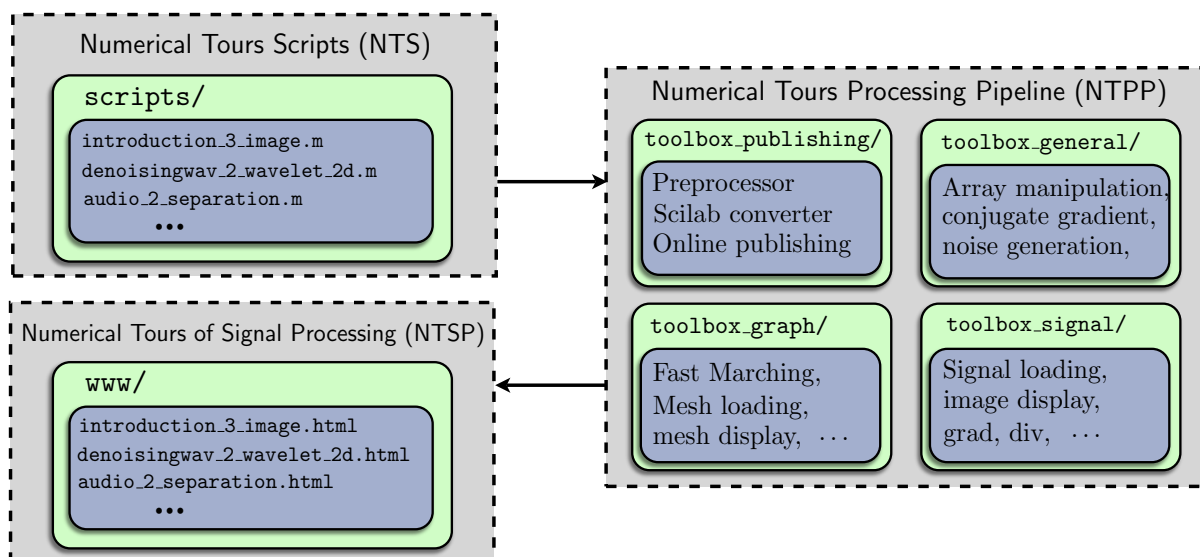 Numerical Tours Scripts (NTS)
scripts/
introduction_3_image.m
denoisingwav_2_wavelet_2d.m
audio_2_separation.m
...
Numerical Tours Processing Pipeline (NTPP)
toolbox_publishing/
Preprocessor
Scilab converter
Online publishing
toolbox_general/
Array manipulation,
conjugate gradient,
noise generation,
toolbox_graph/
Fast Marching,
Mesh loading,
mesh display, ...
toolbox_signal/
Signal loading,
image display,
grad, div, ...
Numerical Tours of Signal Processing (NTSP)
www/
introduction_3_image.html
denoisingwav_2_wavelet_2d.html
audio_2_separation.html
...